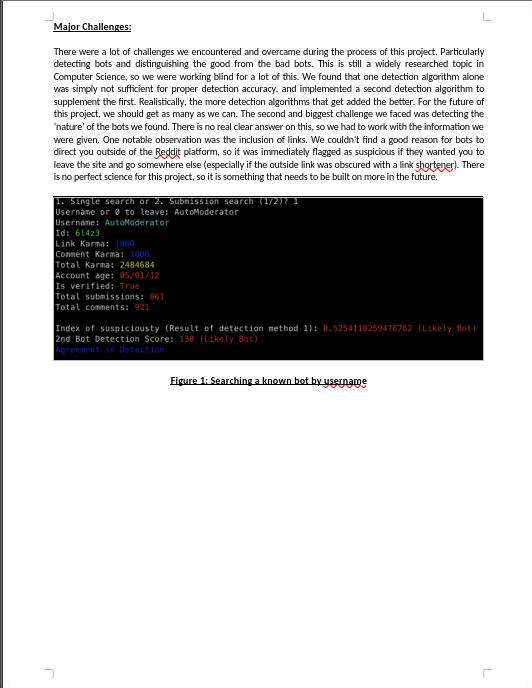 Major Challenges:
There were a lot of challenges we encountered and overcame during the process of this project. Particularly
detecting bots and distinguishing the good from the bad bots. This is still a widely researched topic in
Computer Science, so we were working blind for a lot of this. We found that one detection algorithm alone
was simply not sufficient for proper detection accuracy, and implemented a second detection algorithm to
supplement the first. Realistically, the more detection algorithms that get added the better. For the future of
this project, we should get as many as we can. The second and biggest challenge we faced was detecting the
‘nature’ of the bots we found. There is no real clear answer on this, so we had to work with the information we
were given. One notable observation was the inclusion of links. We couldn’t find a good reason for bots to
direct you outside of the Reddit platform, so it was immediately flagged as suspicious if they wanted you to
leave the site and go somewhere else (especially if the outside link was obscured with a link shortener). There
is no perfect science for this project, so it is something that needs to be built on more in the future.
1. Single search or 2. Submission search (1/2)? 1
Username or 0 to leave: AutoModerator
Username: AutoModerator
Id: 6l4z3
Link Karma: 1000
Comment Karma: 1000
Total Karma: 2484684
Account age: 05/01/12
Is verified: True
Total submissions: 861
Total comments: 921
Index of suspiciousty (Result of detection method 1): 0.5254118259476762 (Likely Bot)
2nd Bot Detection Score: 130 (Likely Bot)
Agreement in Detection
Figure 1: Searching a known bot by username